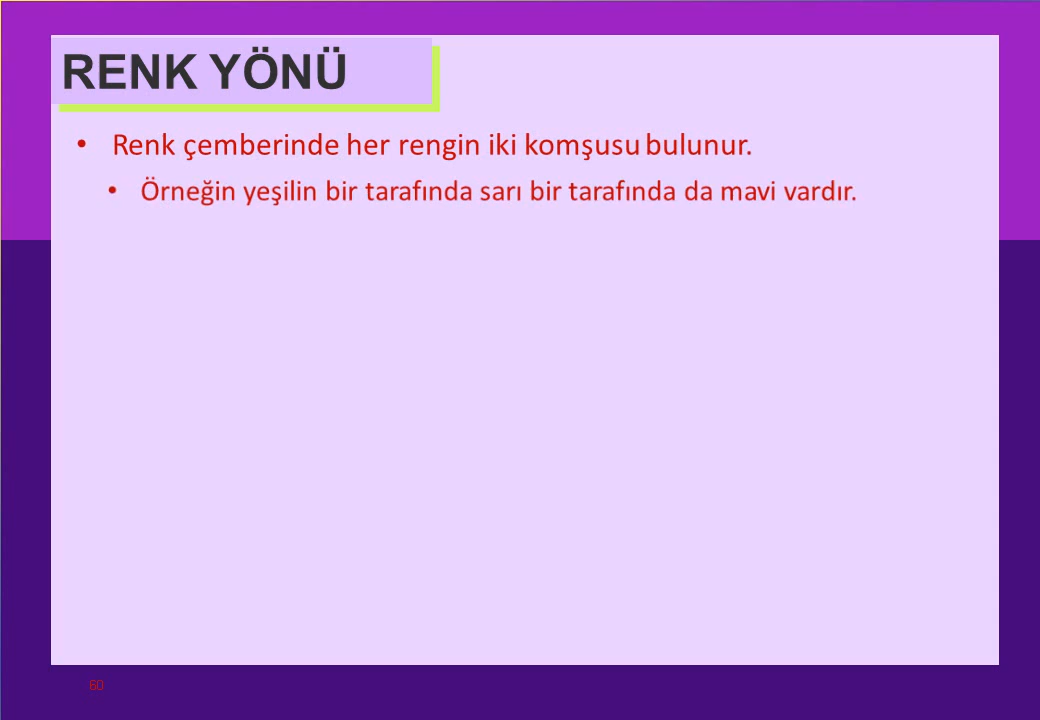 RENK YÖNÜ
• Renk çemberinde her rengin iki komşusu bulunur.
• Örneğin yeşilin bir tarafında sarı bir tarafında da mavi vardır.
60